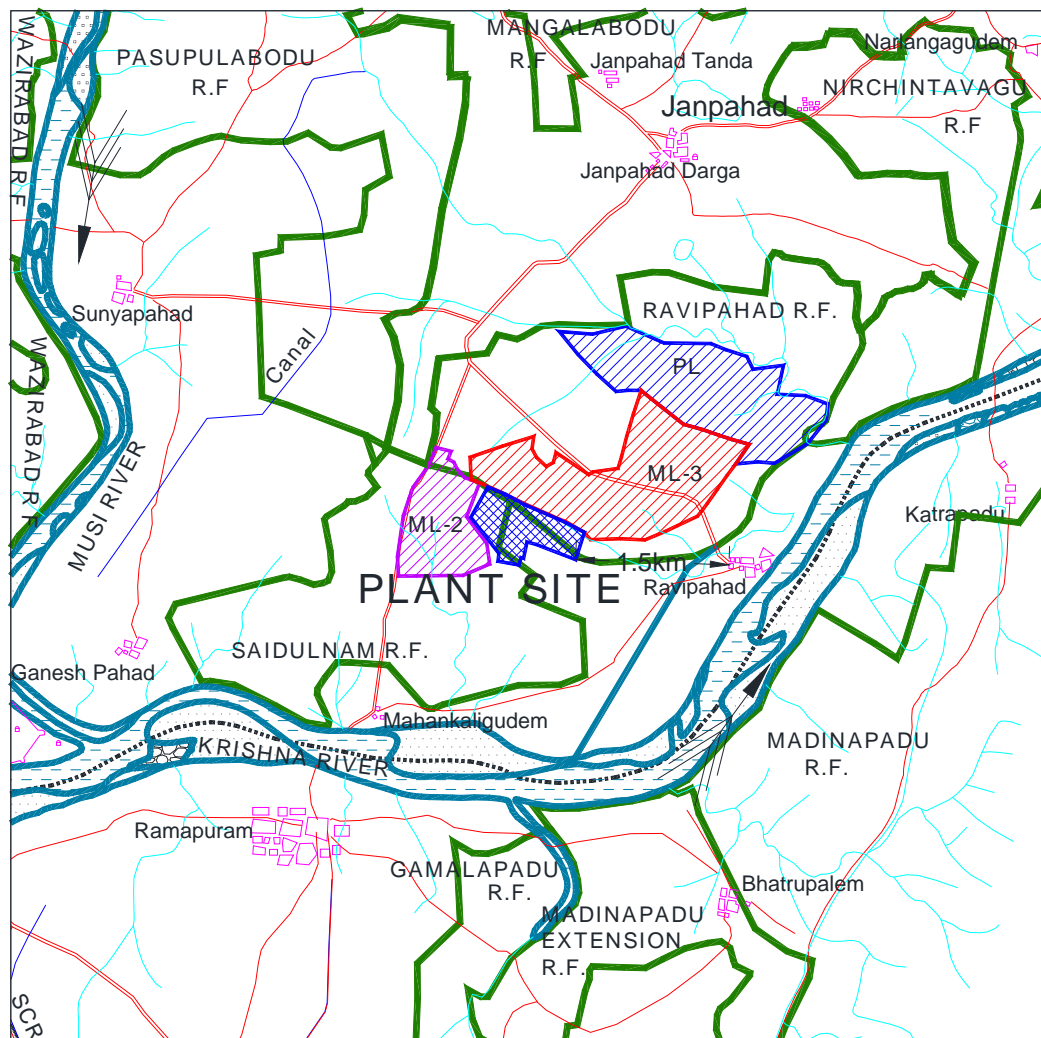 WAZIRABAD R F
PASUPULABODU
R.F
MANGALABODU
R.F
Janpahad Tanda
Narlangagudem
NIRCHINTAVAGU
R.F
Janpahad
Janpahad Darga
Sunyapahad
Canal
RAVIPAHAD R.F.
WAZIRABAD R F
PL
MUSI RIVER
ML-3
ML-2
Katrapadu
1.5km
Ravipahad
PLANT SITE
SAIDULNAM R.F.
Ganesh Pahad
Mahankaligudem
KRISHNA RIVER
MADINAPADU
R.F.
Ramapuram
GAMALAPADU
R.F.
Bhatrupalem
MADINAPADU
EXTENSION
R.F.
SCR